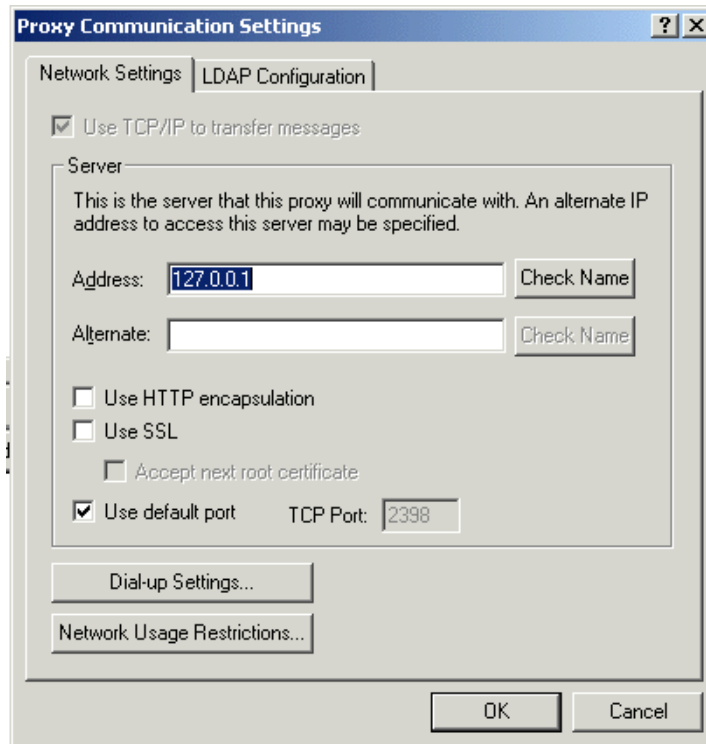 Proxy Communication Settings
Network Settings
LDAP Configuration
Use TCP/IP to transfer messages
Server
This is the server that this proxy will communicate with. An alternate IP
address to access this server may be specified.
Address: 127.0.0.1 Check Name
Alternate: Check Name
Use HTTP encapsulation
Use SSL
Accept next root certificate
Use default port TCP Port: 2398
Dial-up Settings...
Network Usage Restrictions...
OK Cancel